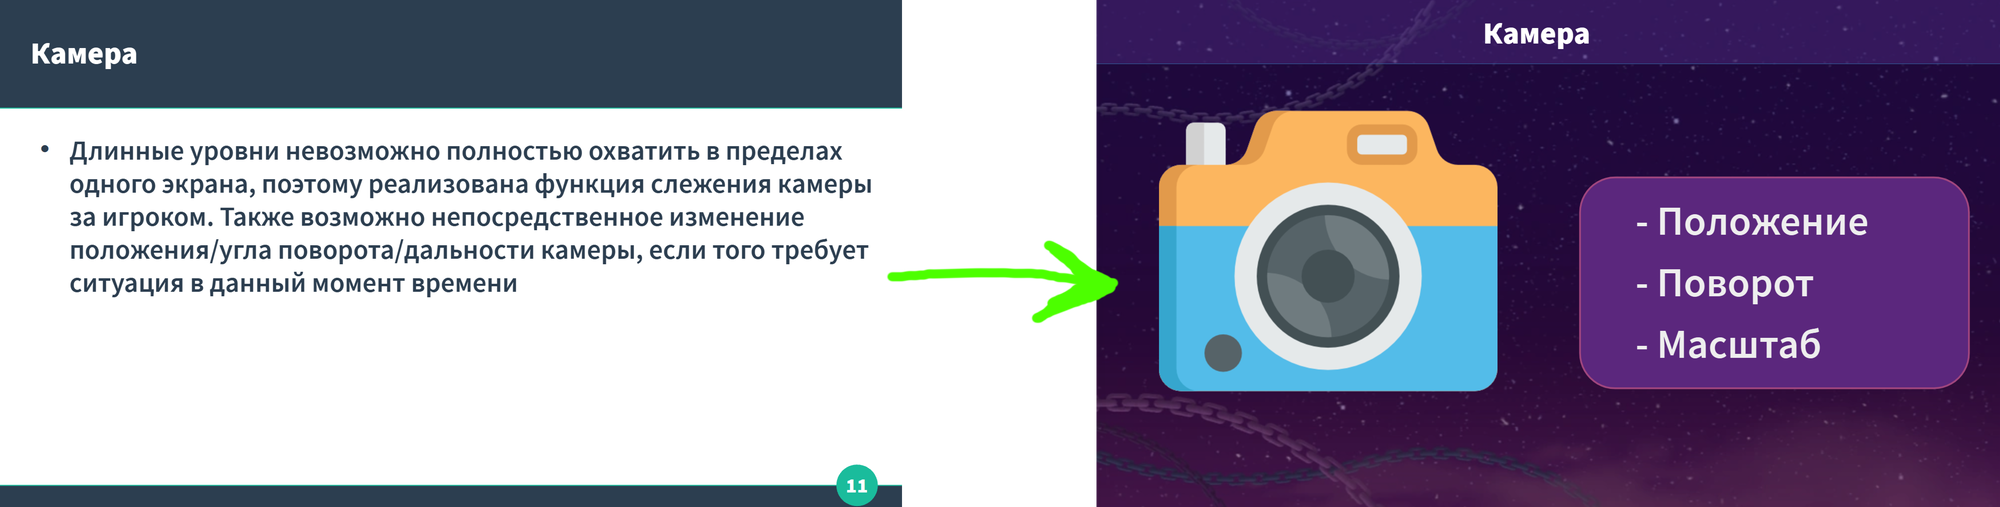 Камера
• Длинные уровни невозможно полностью охватить в пределах
одного экрана, поэтому реализована функция слежения камеры
за игроком. Также возможно непосредственное изменение
положения/угла поворота/дальности камеры, если того требует
ситуация в данный момент времени
11
Камера
- Положение
- Поворот
- Масштаб